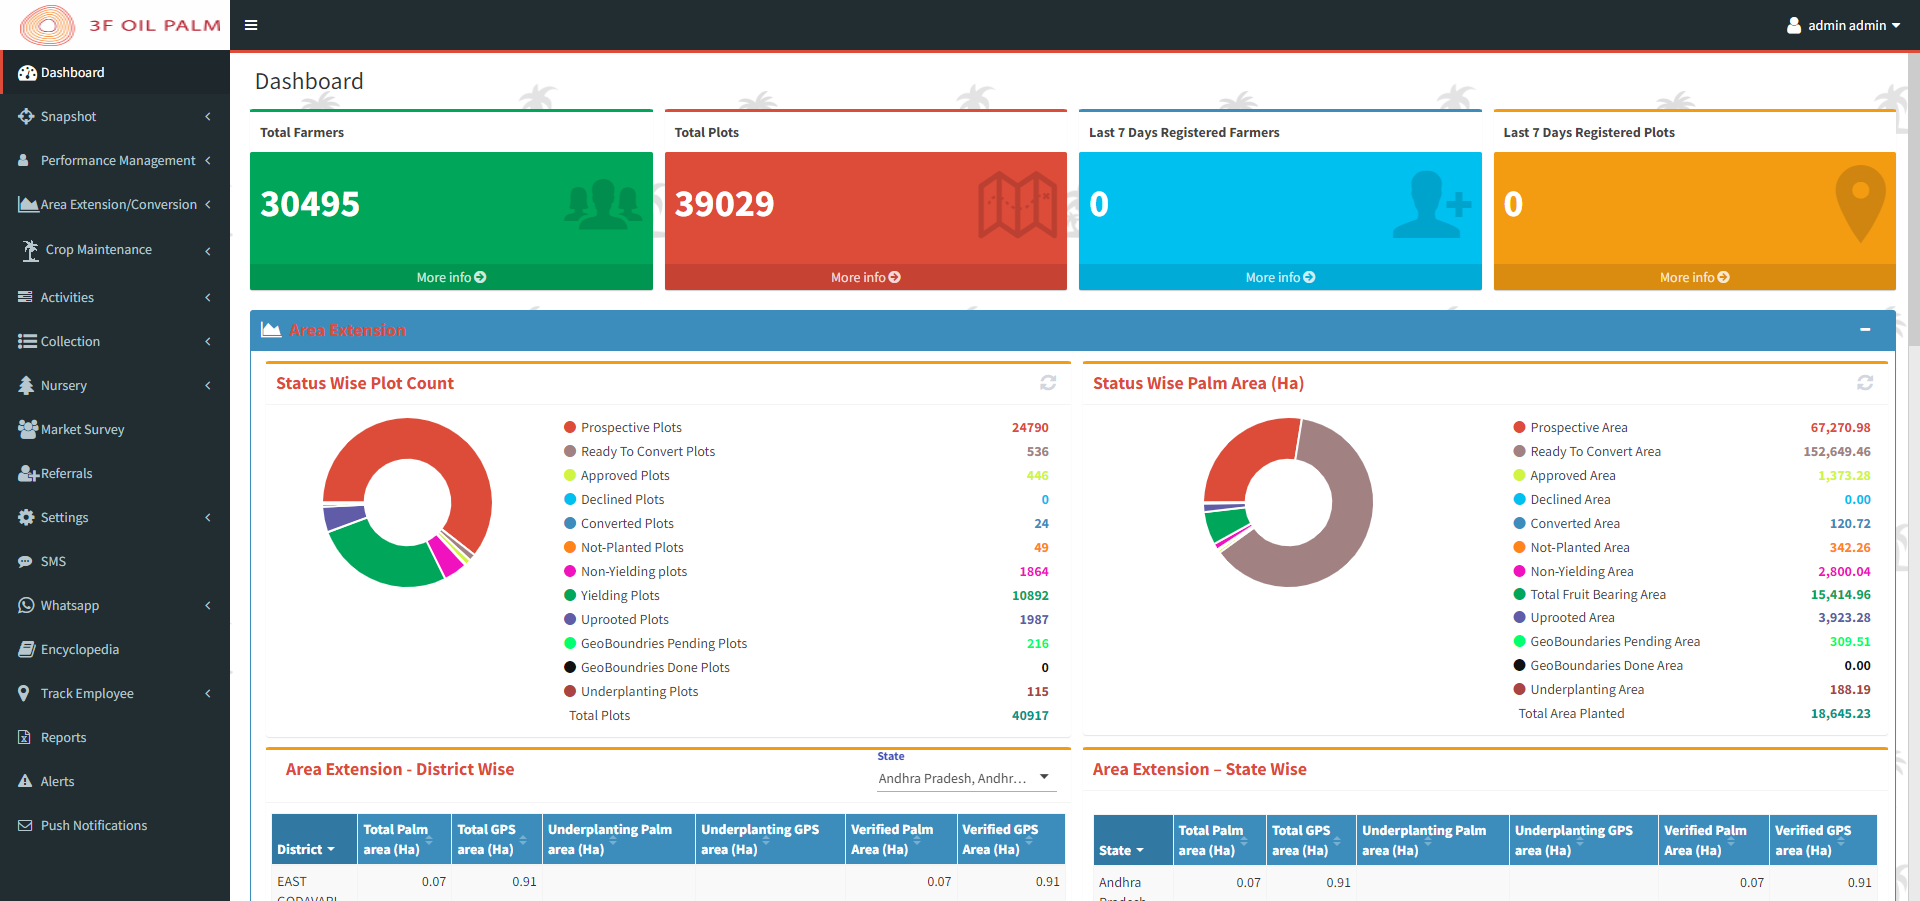 3F OIL PALM
admin admin
Dashboard
Snapshot
Performance Management
Area Extension/Conversion
Crop Maintenance
Activities
Collection
Nursery
Market Survey
Referrals
Settings
SMS
Whatsapp
Encyclopedia
Track Employee
Reports
Alerts
Push Notifications
Dashboard
Total Farmers
30495
More info
Total Plots
39029
More info
Last 7 Days Registered Farmers
0
More info
Last 7 Days Registered Plots
0
More info
Area Extension
Status Wise Plot Count
Prospective Plots 24790
Ready To Convert Plots 536
Approved Plots 446
Declined Plots 0
Converted Plots 24
Not-Planted Plots 49
Non-Yielding plots 1864
Yielding Plots 10892
Uprooted Plots 1987
GeoBoundries Pending Plots 216
GeoBoundries Done Plots 0
Underplanting Plots 115
Total Plots 40917
Status Wise Palm Area (Ha)
Prospective Area 67,270.98
Ready To Convert Area 152,649.46
Approved Area 1,373.28
Declined Area 0.00
Converted Area 120.72
Not-Planted Area 342.26
Non-Yielding Area 2,800.04
Total Fruit Bearing Area 15,414.96
Uprooted Area 3,923.28
GeoBoundaries Pending Area 309.51
GeoBoundaries Done Area 0.00
Underplanting Area 188.19
Total Area Planted 18,645.23
Area Extension - District Wise
State
Andhra Pradesh, Andhr...
District Total Palm area (Ha) Total GPS area (Ha) Underplanting Palm area (Ha) Underplanting GPS area (Ha) Verified Palm Area (Ha) Verified GPS Area (Ha)
EAST 0.07 0.91 0.07 0.91
GODAVARI
Area Extension – State Wise
State Total Palm area (Ha) Total GPS area (Ha) Underplanting Palm area (Ha) Underplanting GPS area (Ha) Verified Palm Area (Ha) Verified GPS Area (Ha)
Andhra 0.07 0.91 0.07 0.91
Pradesh